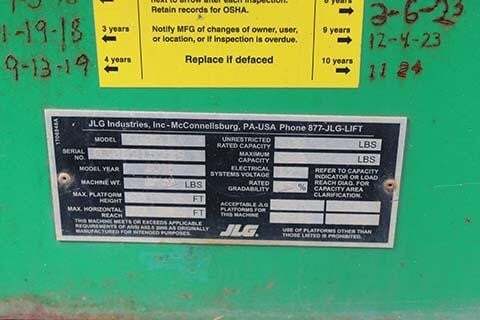 next to arrow after each inspection.
Retain records for OSHA.
8 years
3-6-23
1-19-18
3 years
Notify MFG of changes of owner, user,
or location, or if inspection is overdue.
9 years
12-4-23
9-13-19
4 years
Replace if defaced
10 years
11 24
JLG Industries, Inc-McConnellsburg, PA-USA Phone 877-JLG-LIFT
MODEL
SERIAL
NO.
MODEL YEAR
MACHINE WT. LBS
MAX. PLATFORM
HEIGHT FT
MAX. HORIZONTAL
REACH FT
THIS MACHINE MEETS OR EXCEEDS APPLICABLE
REQUIREMENTS OF ANSI A92.5 2006 AS ORIGINALLY
MANUFACTURED FOR INTENDED PURPOSES.
UNRESTRICTED
RATED CAPACITY LBS
MAXIMUM
CAPACITY LBS
ELECTRICAL
SYSTEMS VOLTAGE
RATED
GRADABILITY %
REFER TO CAPACITY
INDICATOR OR LOAD
REACH DIAG. FOR
CAPACITY AREA
CLARIFICATION.
ACCEPTABLE JLG
PLATFORMS FOR
THIS MACHINE
JLG
USE OF PLATFORMS OTHER THAN
THOSE LISTED IS PROHIBITED.